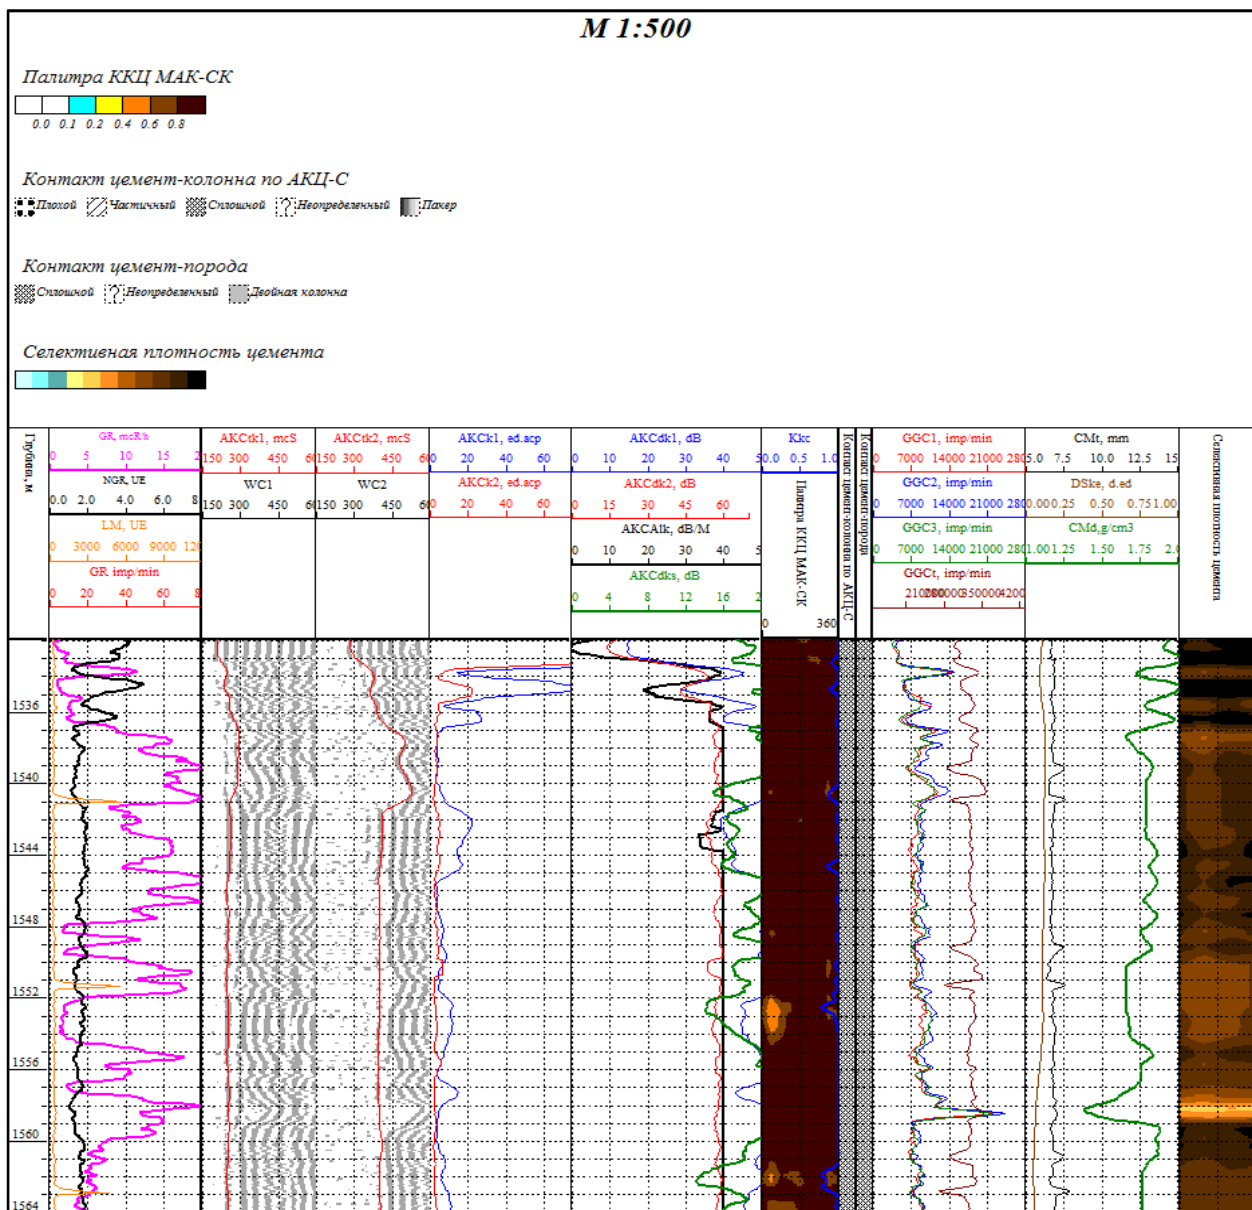 М 1:500
Палитра ККЦ МАК-СК
0.0 0.1 0.2 0.4 0.6 0.8
Контакт цемент-колонна по АКЦ-С
Плохой Частичный Сплошной ? Неопределенный Пакер
Контакт цемент-порода
Сплошной ? Неопределенный Двойная колонна
Селективная плотность цемента
Глубина, м
GR, mcR/h
0 5 10 15 2
NGR, UE
0.0 2.0 4.0 6.0 8
LM, UE
0 3000 6000 9000 120
GR imp/min
0 20 40 60 8
AKCtk1, mcS
150 300 450 60
WC1
150 300 450 60
AKCtk2, mcS
150 300 450 60
WC2
150 300 450 60
AKCk1, ed.acp
0 20 40 60
AKCk2, ed.acp
0 20 40 60
AKCdk1, dB
0 10 20 30 40 5
AKCdk2, dB
0 15 30 45 60
AKCAlk, dB/M
0 10 20 30 40 5
AKCdks, dB
0 4 8 12 16 2
Kkc
0.0 0.5 1.0
Палитра ККЦ МАК-СК
0 360
Контакт цемент-колонна по АКЦ-С
Контакт цемент-порода
GGC1, imp/min
0 7000 14000 21000 280
GGC2, imp/min
0 7000 14000 21000 280
GGC3, imp/min
0 7000 14000 21000 280
GGCt, imp/min
CMt, mm
5.0 7.5 10.0 12.5 15
DSke, d.ed
0.00 0.25 0.50 0.75 1.00
CMd,g/cm3
1.00 1.25 1.50 1.75 2.0
Селективная плотность цемента
1536
1540
1544
1548
1552
1556
1560
1564